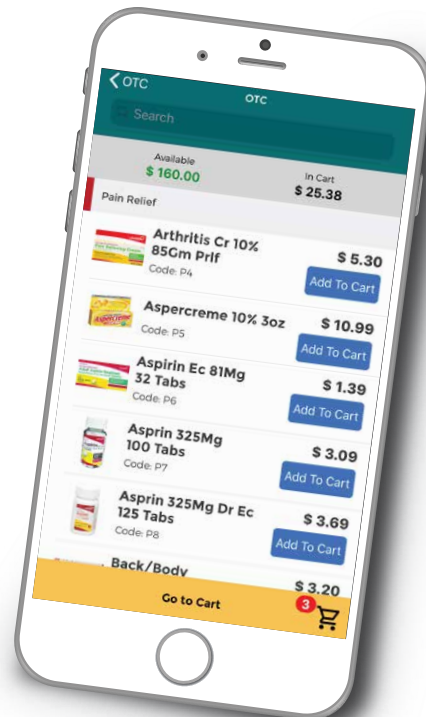 OTC
OTC
Search
Available
$ 160.00
In Cart
$ 25.38
Pain Relief
Arthritis Cr 10%
85Gm Prlf
Code: P4
$ 5.30
Add To Cart
Aspercreme 10% 3oz
Code: P5
$ 10.99
Add To Cart
Aspirin Ec 81Mg
32 Tabs
Code: P6
$ 1.39
Add To Cart
Asprin 325Mg
100 Tabs
Code: P7
$ 3.09
Add To Cart
Asprin 325Mg Dr Ec
125 Tabs
Code: P8
$ 3.69
Add To Cart
Back/Body
$ 3.20
Go to Cart
3